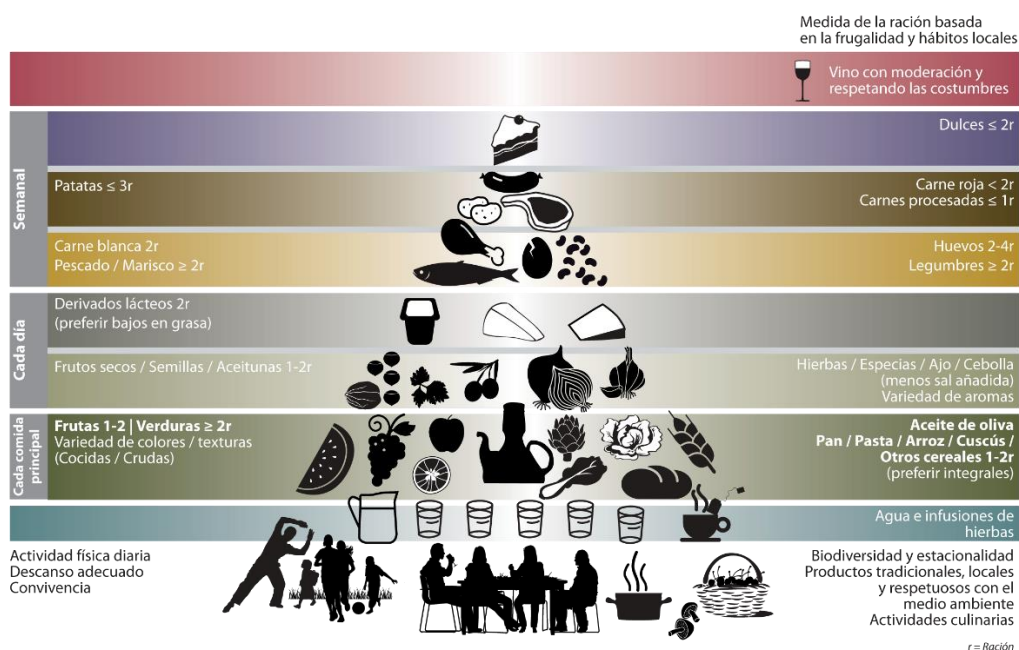 Medida de la ración basada
en la frugalidad y hábitos locales
Vino con moderación y
respetando las costumbres
Semanal
Dulces ≤ 2r
Patatas ≤ 3r
Carne roja < 2r
Carnes procesadas ≤ 1r
Carne blanca 2r
Pescado / Marisco ≥ 2r
Huevos 2-4r
Legumbres ≥ 2r
Cada día
Derivados lácteos 2r
(preferir bajos en grasa)
Frutos secos / Semillas / Aceitunas 1-2r
Hierbas / Especias / Ajo / Cebolla
(menos sal añadida)
Variedad de aromas
Cada comida
principal
Frutas 1-2 | Verduras ≥ 2r
Variedad de colores / texturas
(Cocidas / Crudas)
Aceite de oliva
Pan / Pasta / Arroz / Cuscús /
Otros cereales 1-2r
(preferir integrales)
Agua e infusiones de
hierbas
Actividad física diaria
Descanso adecuado
Convivencia
Biodiversidad y estacionalidad
Productos tradicionales, locales
y respetuosos con el
medio ambiente
Actividades culinarias
r = Ración